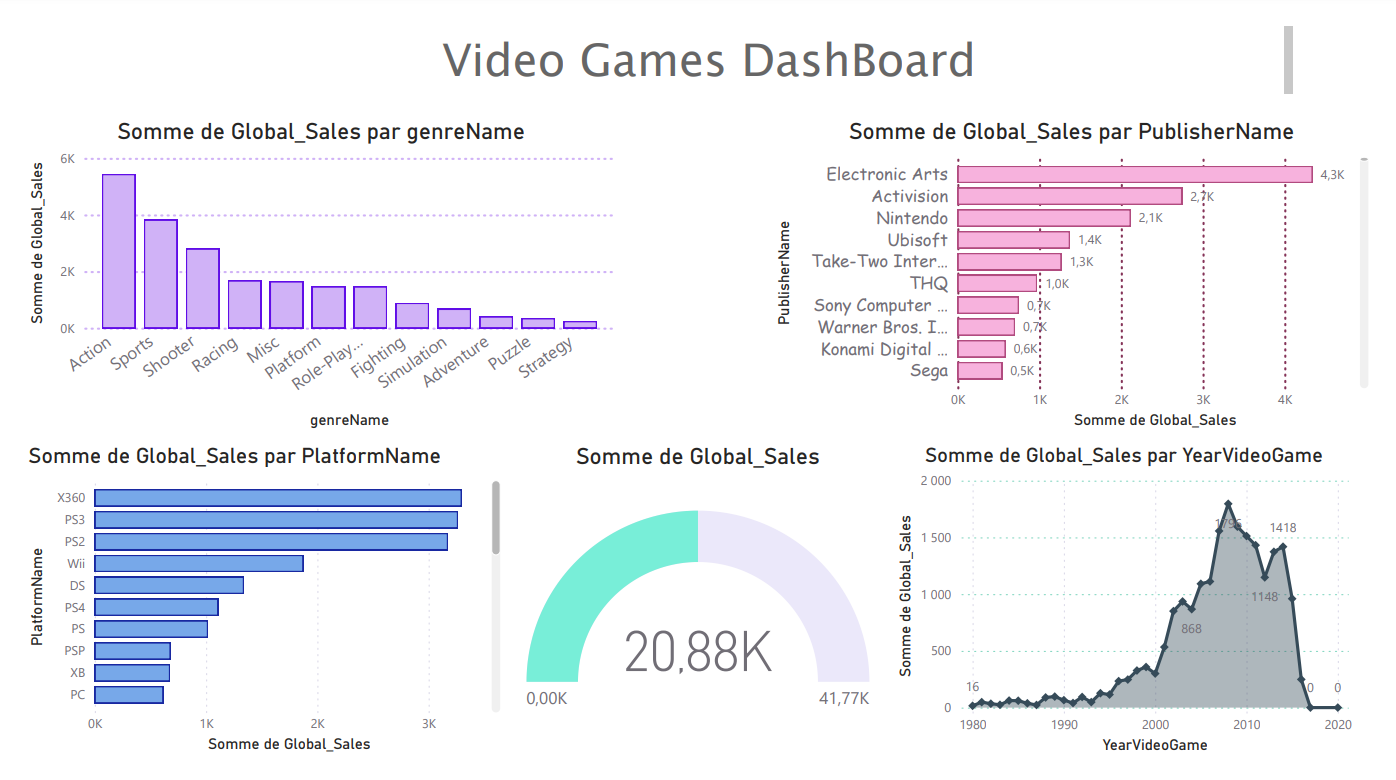 Video Games DashBoard
Somme de Global_Sales par genreName
Somme de Global_Sales
6K
4K
2K
0K
Action
Sports
Shooter
Racing
Misc
Platform
Role-Play...
Fighting
Simulation
Adventure
Puzzle
Strategy
genreName
Somme de Global_Sales par PublisherName
PublisherName
Electronic Arts 4,3K
Activision 2,7K
Nintendo 2,1K
Ubisoft 1,4K
Take-Two Inter... 1,3K
THQ 1,0K
Sony Computer ... 0,7K
Warner Bros. I... 0,7K
Konami Digital ... 0,6K
Sega 0,5K
0K 1K 2K 3K 4K
Somme de Global_Sales
Somme de Global_Sales par PlatformName
PlatformName
X360
PS3
PS2
Wii
DS
PS4
PS
PSP
XB
PC
0K 1K 2K 3K
Somme de Global_Sales
Somme de Global_Sales
20,88K
0,00K 41,77K
Somme de Global_Sales par YearVideoGame
Somme de Global_Sales
2 000
1 500
1 000
500
0
16
868
1796
1148
1418
0
0
1980 1990 2000 2010 2020
YearVideoGame